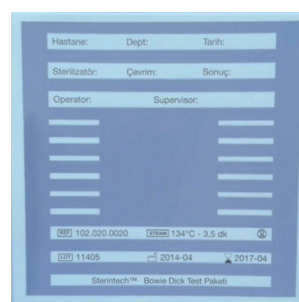 Hastane: Dept: Tarih:
Sterilizatör: Çevrim: Sonuç:
Operator: Supervisor:
REF 102.020.0020 STEAM 134°C - 3,5 dk
LOT 11405 2014-04 2017-04
Sterintech™ Bowie Dick Test Paketi